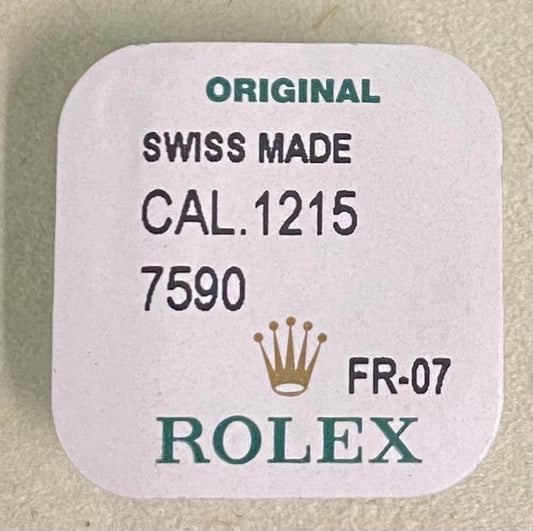 ORIGINAL
SWISS MADE
CAL.1215
7590
FR-07
ROLEX